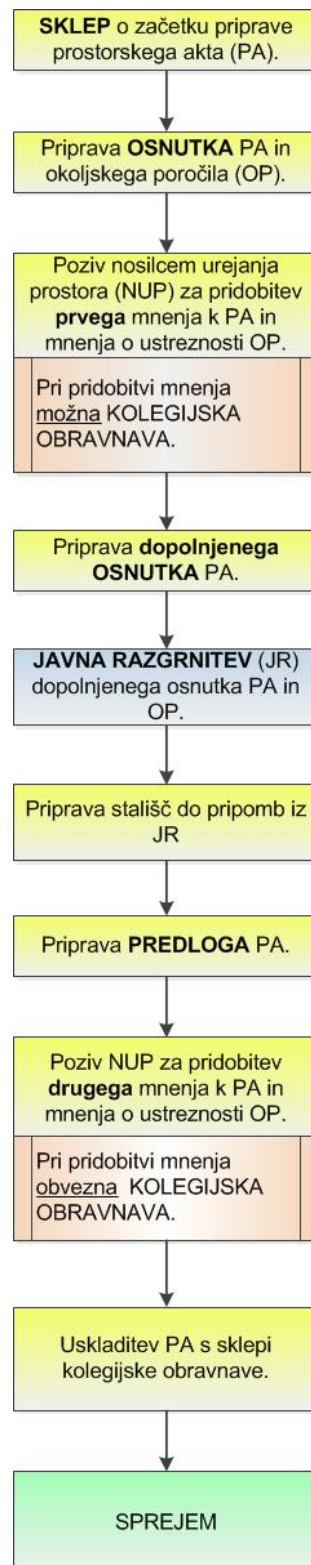 SKLEP o začetku priprave
prostorskega akta (PA).
Priprava OSNUTKA PA in
okoljskega poročila (OP).
Poziv nosilcem urejanja
prostora (NUP) za pridobitev
prvega mnenja k PA in
mnenja o ustreznosti OP.
Pri pridobitvi mnenja
možna KOLEGIJSKA
OBRAVNAVA.
Priprava dopolnjenega
OSNUTKA PA.
JAVNA RAZGRNITEV (JR)
dopolnjenega osnutka PA in
OP.
Priprava stališč do pripomb iz
JR
Priprava PREDLOGA PA.
Poziv NUP za pridobitev
drugega mnenja k PA in
mnenja o ustreznosti OP.
Pri pridobitvi mnenja
obvezna KOLEGIJSKA
OBRAVNAVA.
Uskladitev PA s sklepi
kolegijske obravnave.
SPREJEM